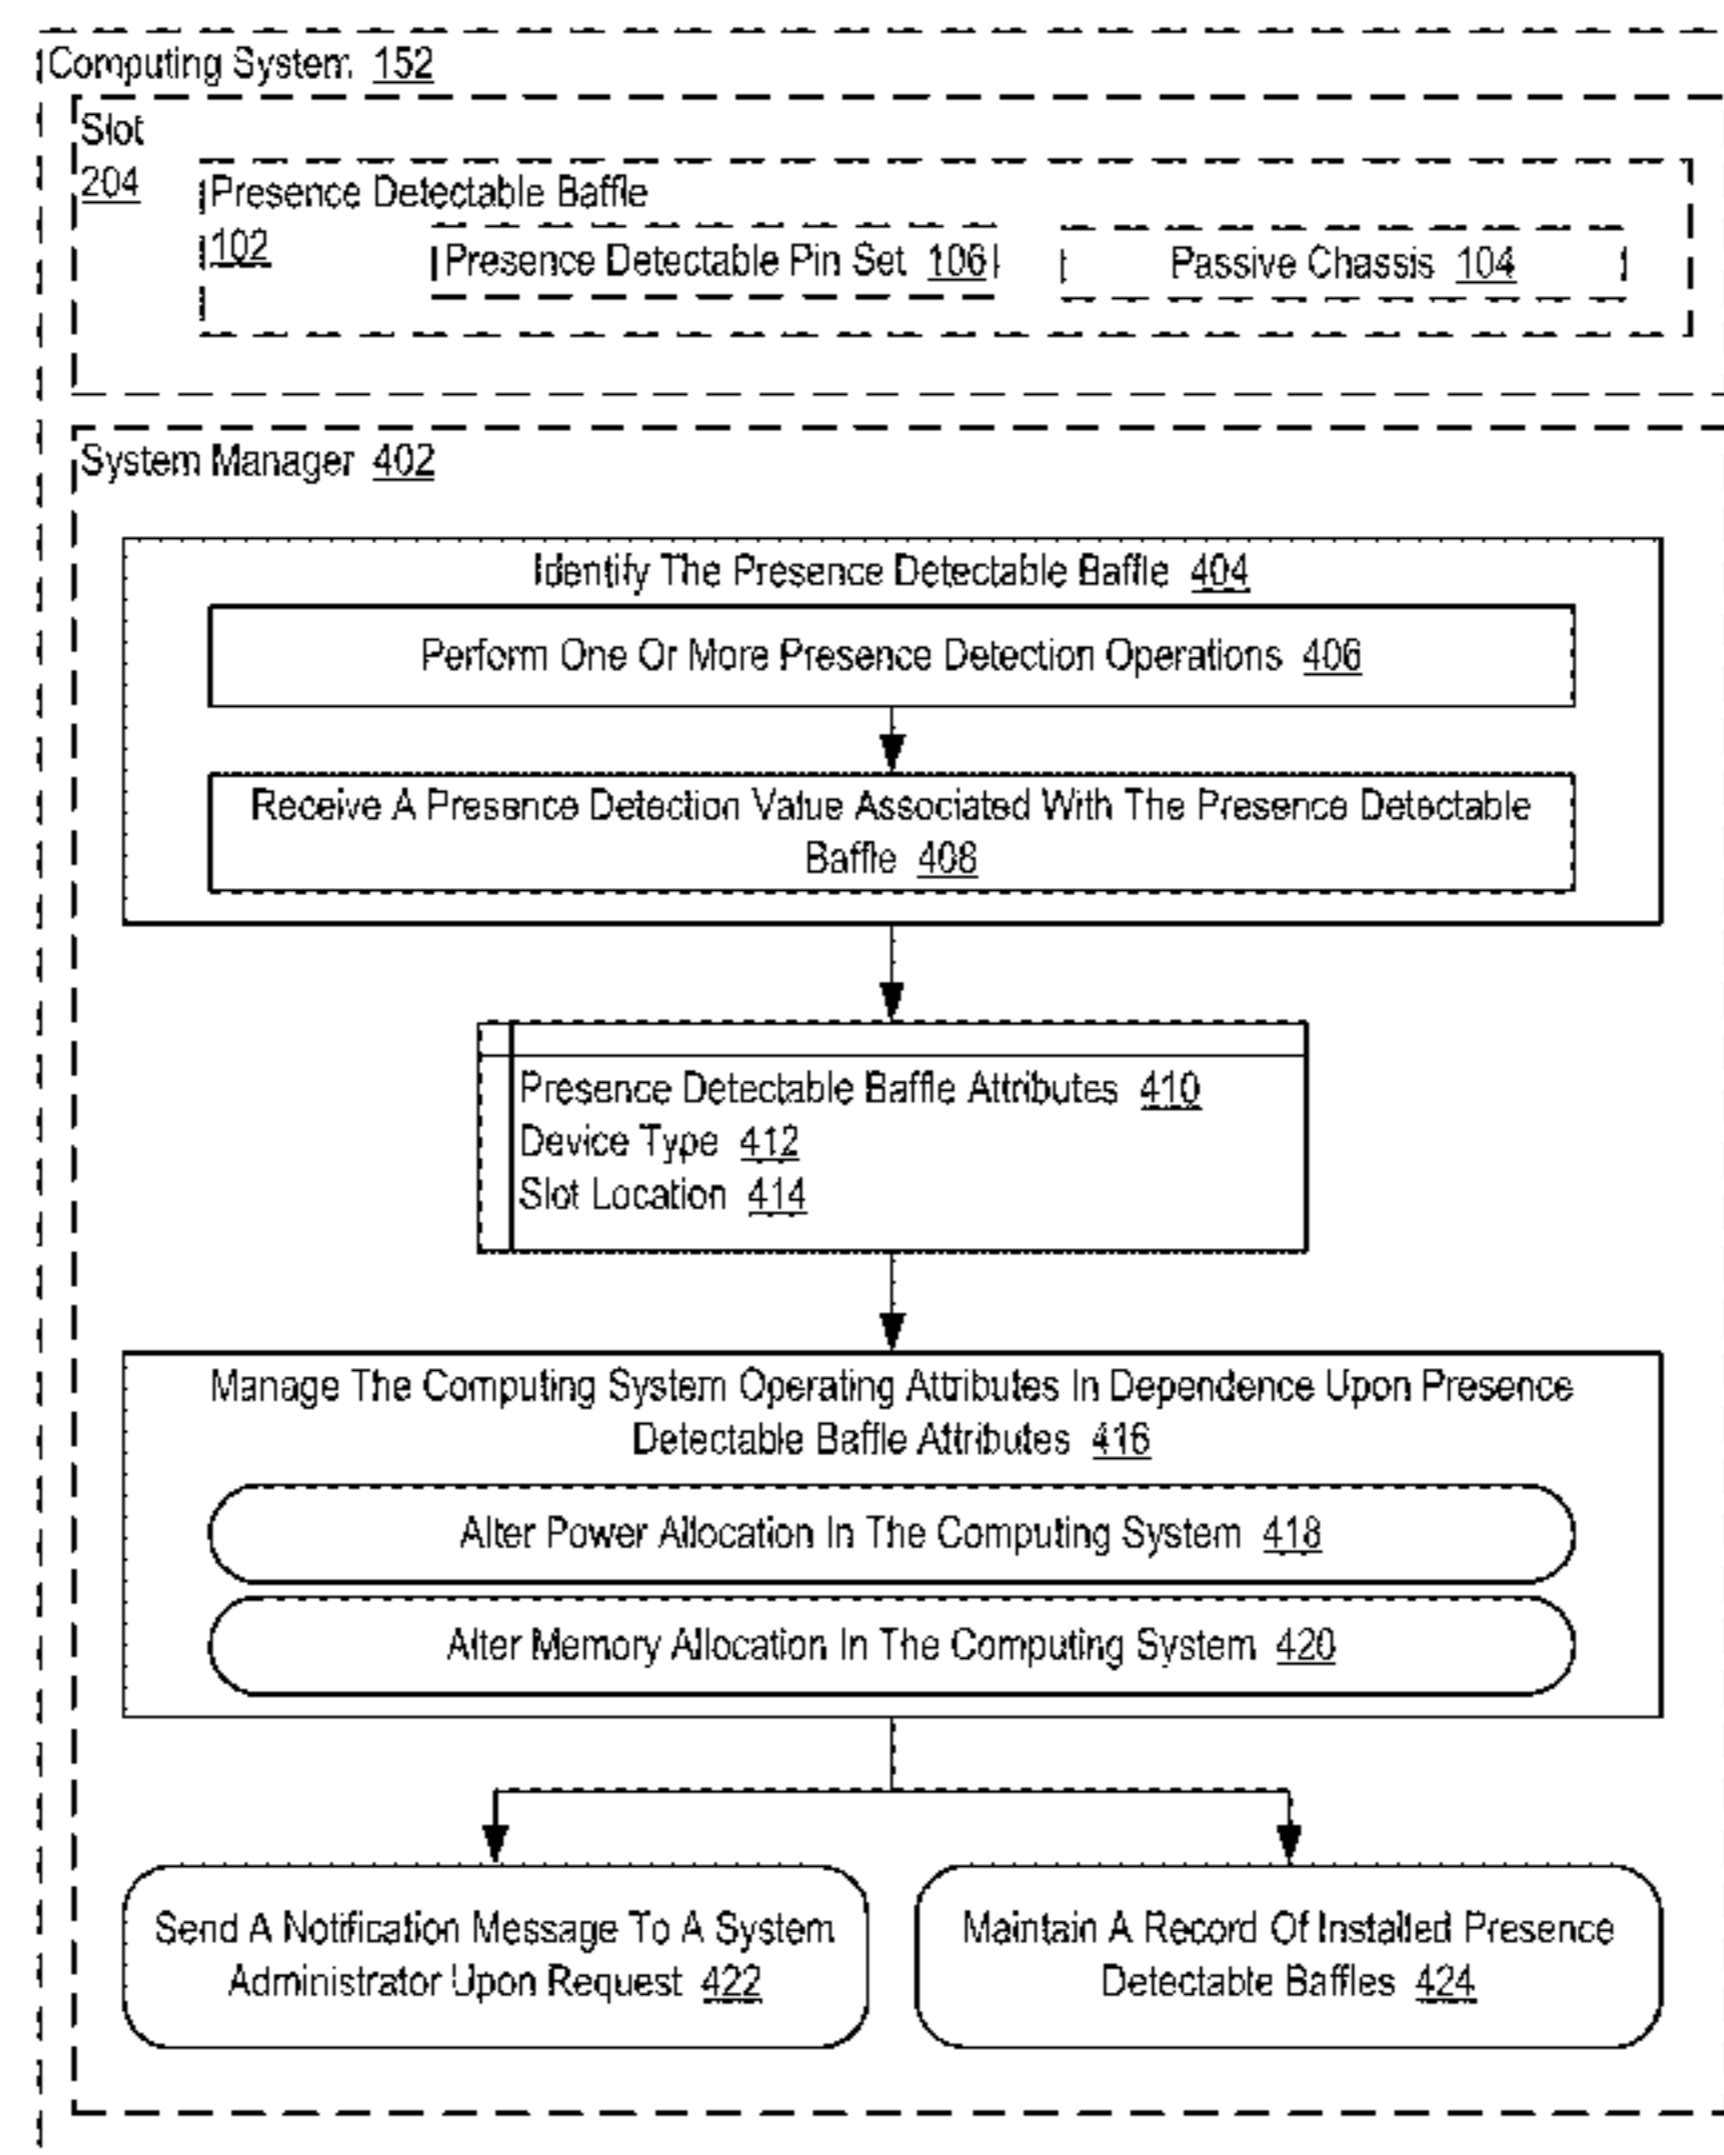 Computing System 152
Slot
204
Presence Detectable Baffle
102
Presence Detectable Pin Set 106
Passive Chassis 104
System Manager 402
Identify The Presence Detectable Baffle 404
Perform One Or More Presence Detection Operations 406
Receive A Presence Detection Value Associated With The Presence Detectable
Baffle 408
Presence Detectable Baffle Attributes 410
Device Type 412
Slot Location 414
Manage The Computing System Operating Attributes In Dependence Upon Presence
Detectable Baffle Attributes 416
Alter Power Allocation In The Computing System 418
Alter Memory Allocation In The Computing System 420
Send A Notification Message To A System
Administrator Upon Request 422
Maintain A Record Of Installed Presence
Detectable Baffles 424